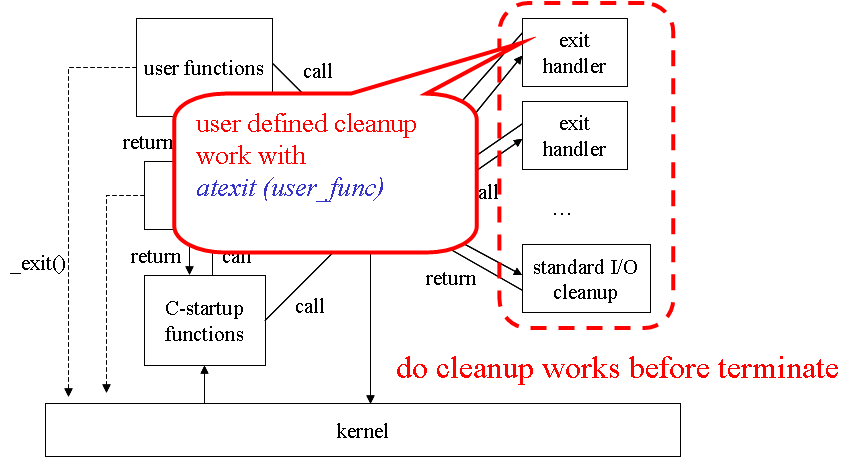 user functions
call
exit
handler
user defined cleanup
work with
atexit (user_func)
return
exit
handler
all
...
_exit()
return
call
return
standard I/O
cleanup
C-startup
functions
call
do cleanup works before terminate
kernel